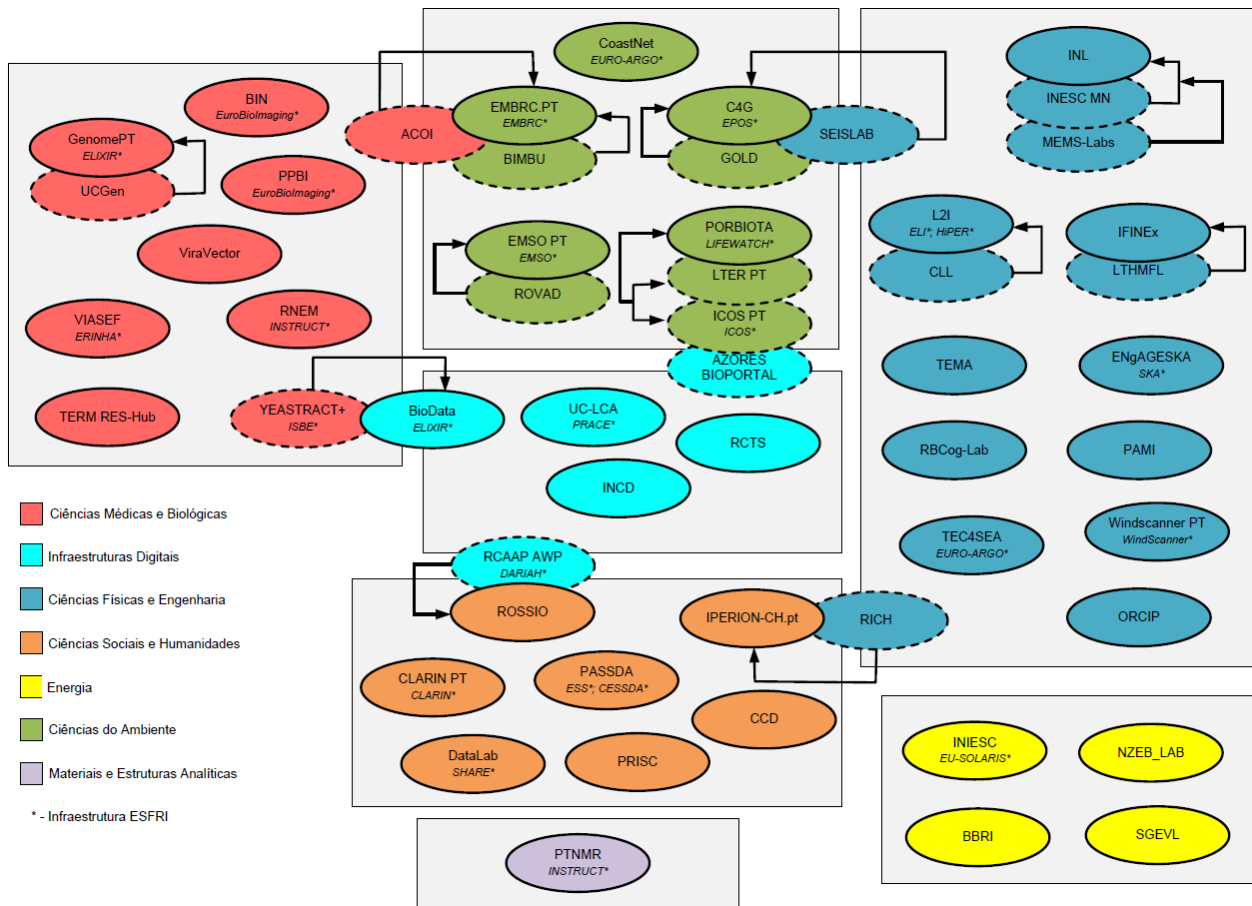 BIN
EuroBioImaging*
GenomePT
ELIXIR*
UCGen
PPBI
EuroBioImaging*
ViraVector
VIASEF
ERINHA*
RNEM
INSTRUCT*
TERM RES-Hub
YEASTRACT+
ISBE*
ACOI
CoastNet
EURO-ARGO*
EMBRC.PT
EMBRC*
BIMBU
C4G
EPOS*
GOLD
SEISLAB
EMSO PT
EMSO*
ROVAD
PORBIOTA
LIFEWATCH*
LTER PT
ICOS PT
ICOS*
AZORES
BIOPORTAL
BioData
ELIXIR*
UC-LCA
PRACE*
RCTS
INCD
RCAAP AWP
DARIAH*
ROSSIO
IPERION-CH.pt
RICH
CLARIN PT
CLARIN*
PASSDA
ESS*; CESSDA*
CCD
DataLab
SHARE*
PRISC
PTNMR
INSTRUCT*
INL
INESC MN
MEMS-Labs
L2I
ELI*; HiPER*
CLL
IFINEx
LTHMFL
TEMA
ENgAGESKA
SKA*
RBCog-Lab
PAMI
TEC4SEA
EURO-ARGO*
Windscanner PT
WindScanner*
ORCIP
INIESC
EU-SOLARIS*
NZEB_LAB
BBRI
SGEVL
Ciências Médicas e Biológicas
Infraestruturas Digitais
Ciências Físicas e Engenharia
Ciências Sociais e Humanidades
Energia
Ciências do Ambiente
Materiais e Estruturas Analíticas
* - Infraestrutura ESFRI